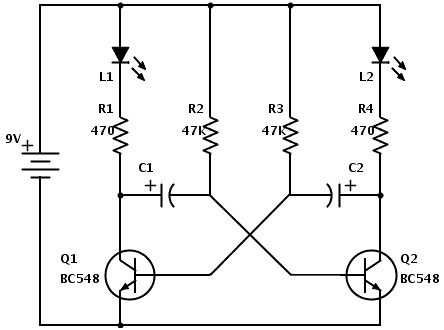 L1
L2
R1
470
R2
47k
R3
47k
R4
470
9V
+
C1
+
C2
+
Q1
BC548
Q2
BC548